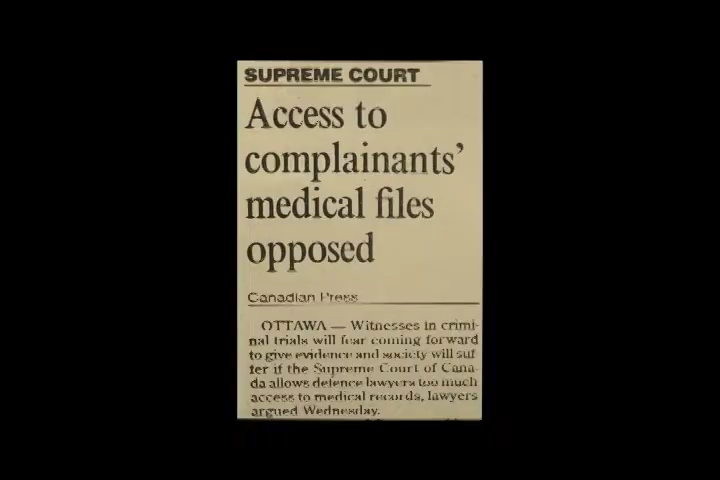 SUPREME COURT
Access to
complainants'
medical files
opposed
Canadian Press
OTTAWA — Witnesses in crimi-
nal trials will fear coming forward
to give evidence and society will suf-
fer if the Supreme Court of Cana-
da allows defence lawyers too much
access to medical records, lawyers
argued Wednesday.